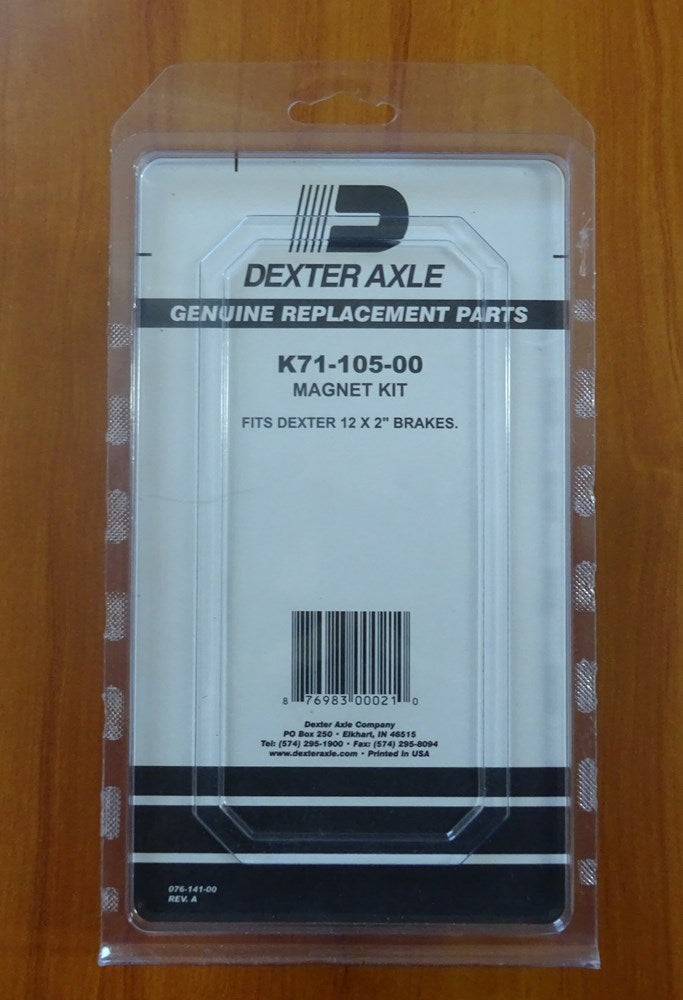 DEXTER AXLE
GENUINE REPLACEMENT PARTS
K71-105-00
MAGNET KIT
FITS DEXTER 12 X 2" BRAKES.
8 76983 00021 0
Dexter Axle Company
PO Box 250 • Elkhart, IN 46515
Tel: (574) 295-1900 • Fax: (574) 295-8094
www.dexteraxle.com • Printed in USA
076-141-00
REV. A